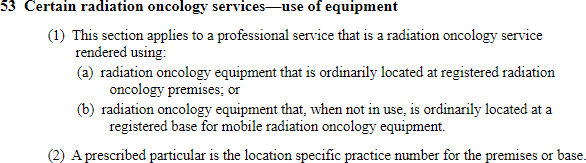 53 Certain radiation oncology services—use of equipment
(1) This section applies to a professional service that is a radiation oncology service
rendered using:
(a) radiation oncology equipment that is ordinarily located at registered radiation
oncology premises; or
(b) radiation oncology equipment that, when not in use, is ordinarily located at a
registered base for mobile radiation oncology equipment.
(2) A prescribed particular is the location specific practice number for the premises or base.